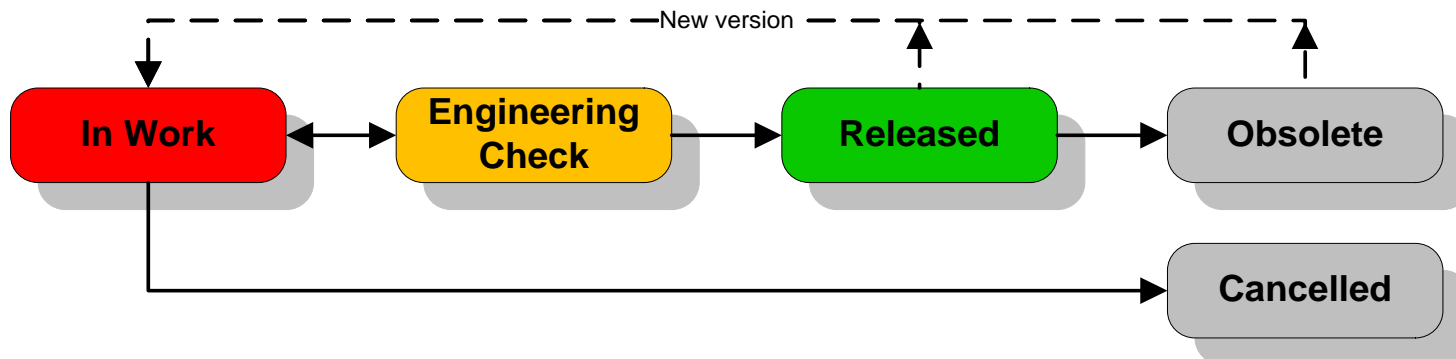 New version
In Work
Engineering
Check
Released
Obsolete
Cancelled